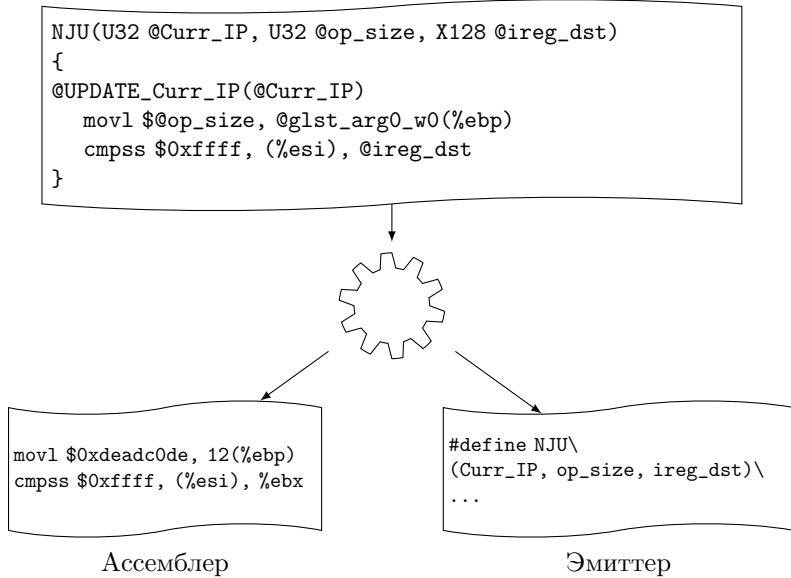 NJU(U32 @Curr_IP, U32 @op_size, X128 @ireg_dst)
{
@UPDATE_Curr_IP(@Curr_IP)
movl $@op_size, @glst_arg0_w0(%ebp)
cmpss $0xffff, (%esi), @ireg_dst
}
movl $0xdeadc0de, 12(%ebp)
cmpss $0xffff, (%esi), %ebx
Ассемблер
#define NJU\
(Curr_IP, op_size, ireg_dst)\
...
Эмиттер